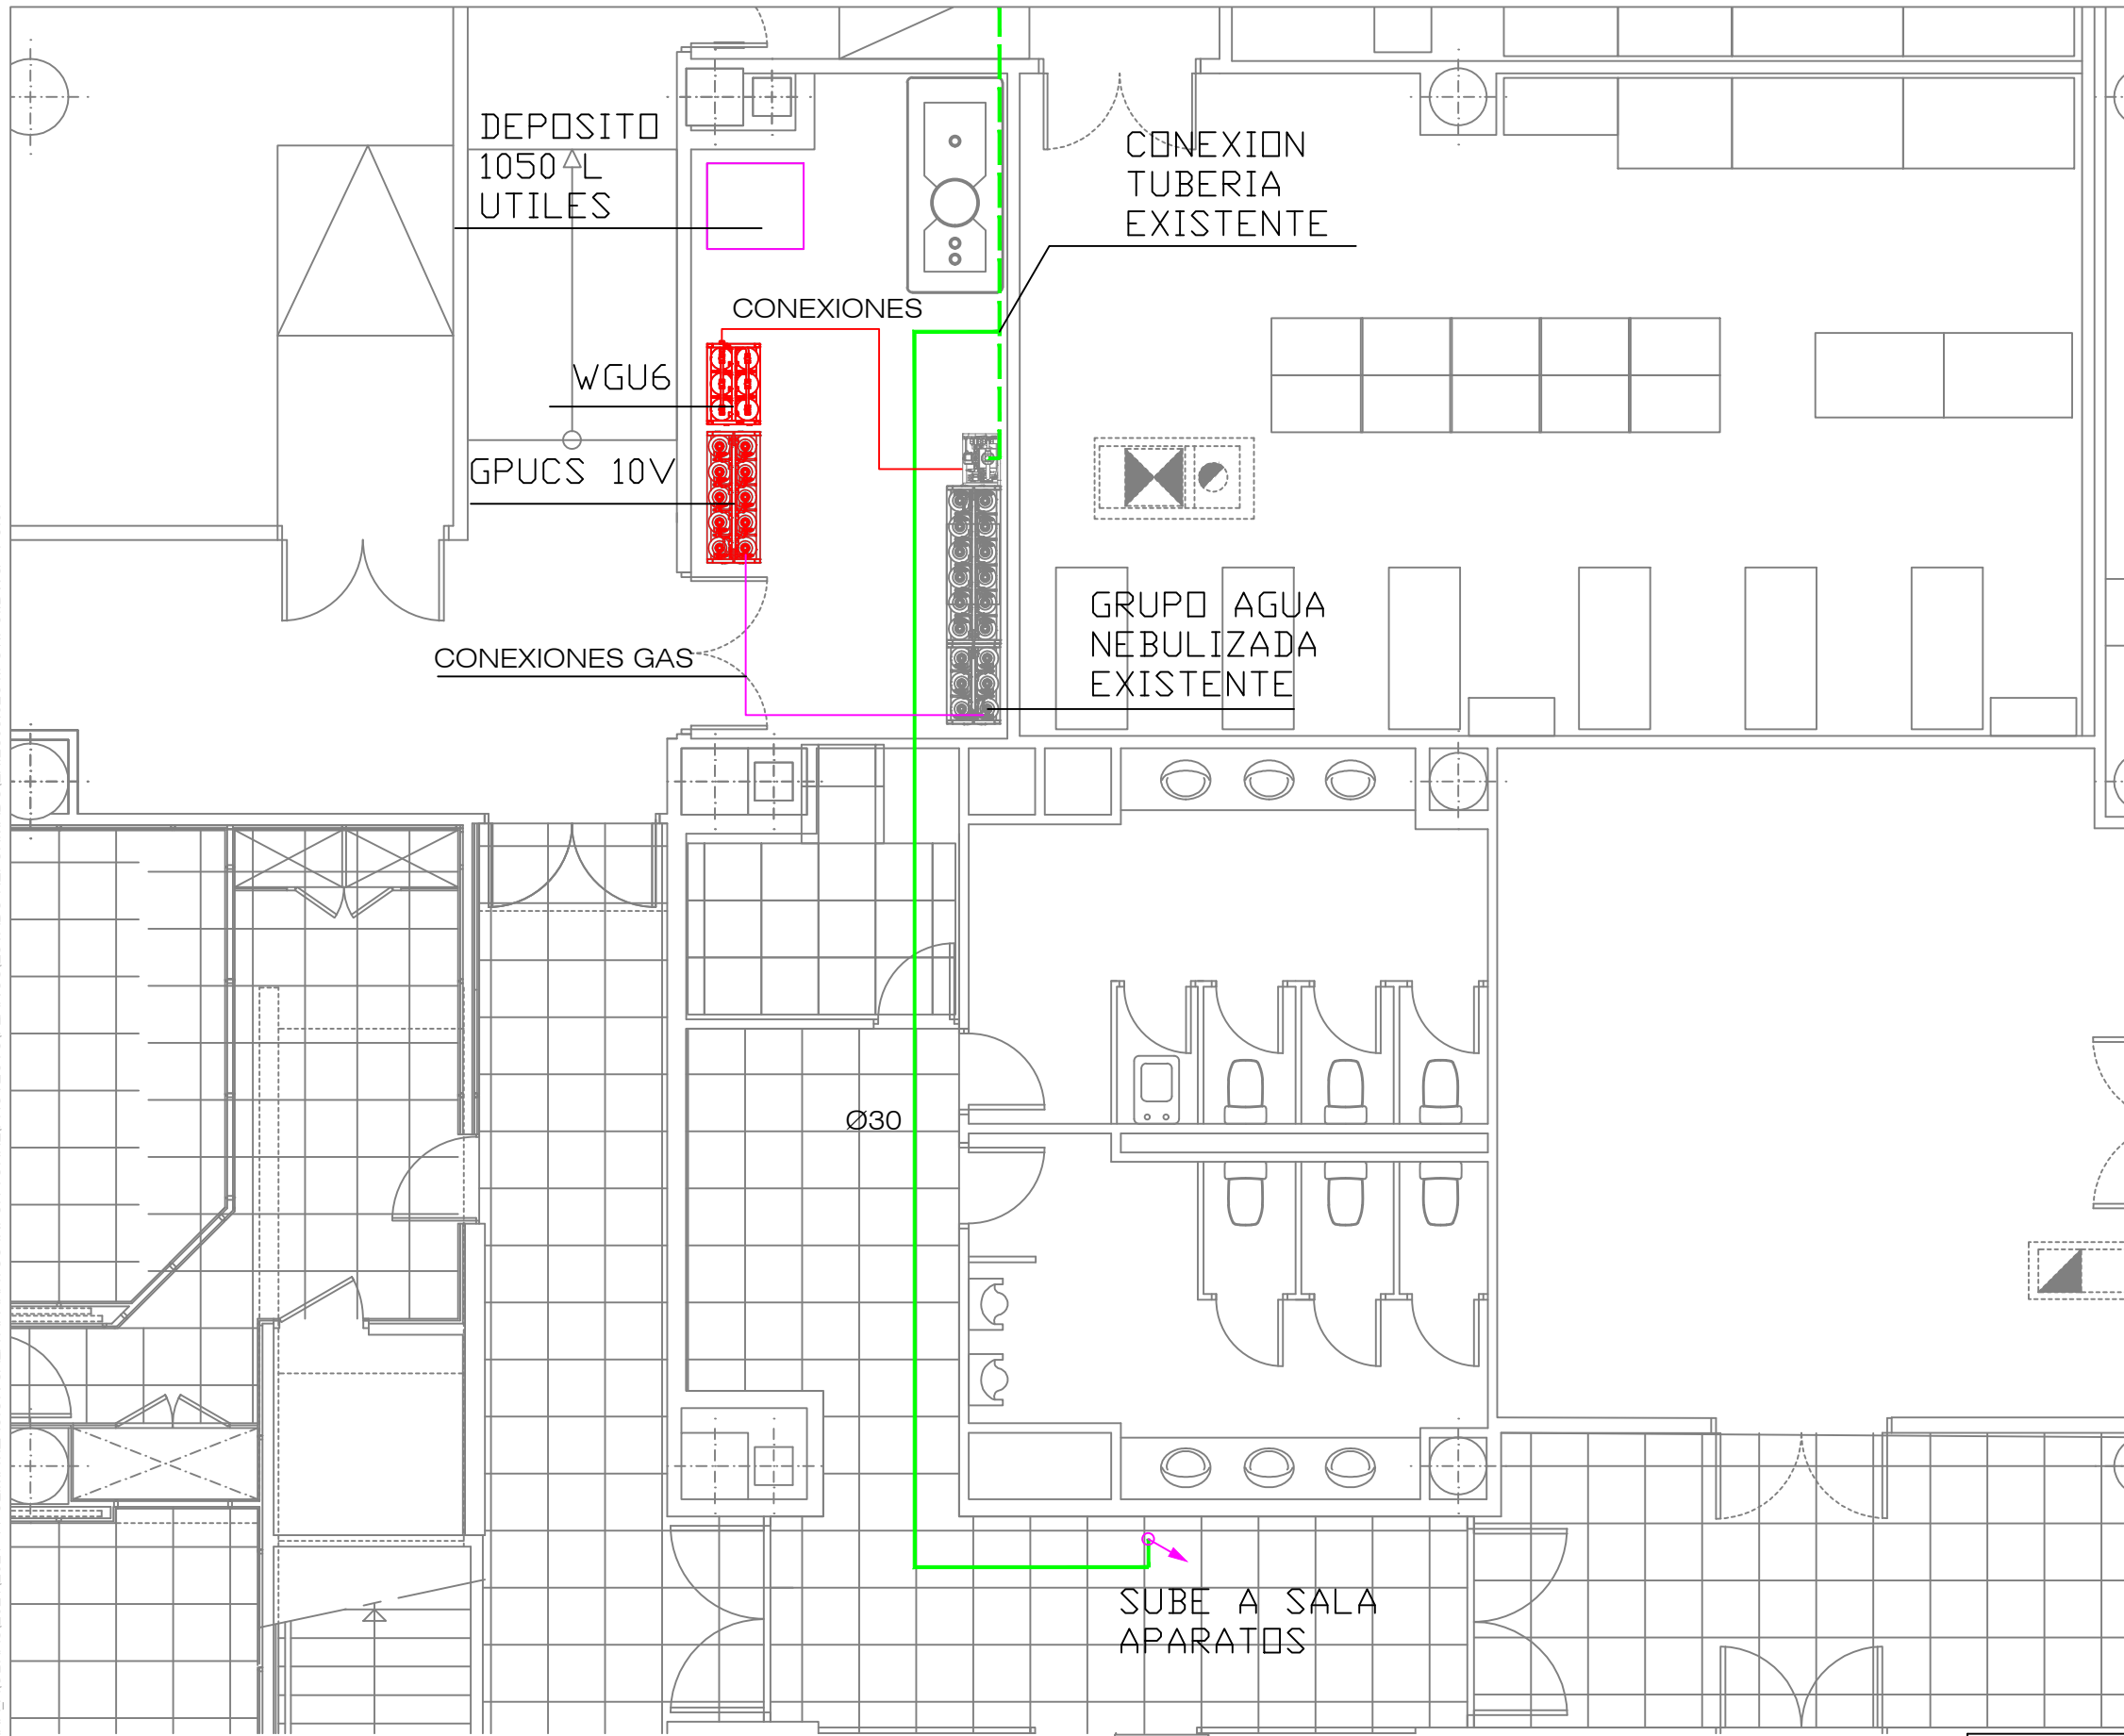 DEPOSITO
1050 L
UTILES
CONEXION
TUBERIA
EXISTENTE
CONEXIONES
WGU6
GPUCS 10V
GRUPO AGUA
NEBULIZADA
EXISTENTE
CONEXIONES GAS
Ø30
SUBE A SALA
APARATOS